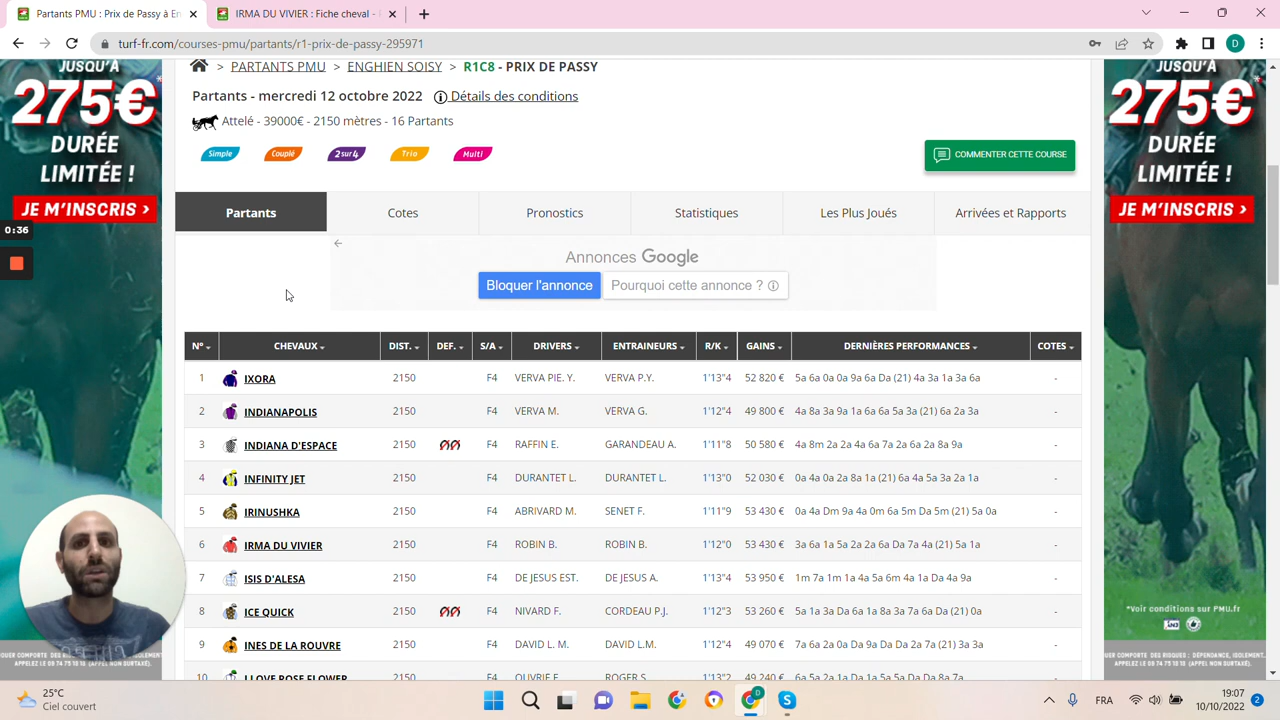 Partants PMU : Prix de Passy à En
IRMA DU VIVIER : Fiche cheval -
turf-fr.com/courses-pmu/partants/r1-prix-de-passy-295971
D
JUSQU'À
275€*
DURÉE
LIMITÉE !
JE M'INSCRIS >
0:36
> PARTANTS PMU > ENGHIEN SOISY > R1C8 - PRIX DE PASSY
Partants - mercredi 12 octobre 2022 Détails des conditions
Attelé - 39000€ - 2150 mètres - 16 Partants
Simple Couplé 2 sur 4 Trio Multi
COMMENTER CETTE COURSE
Partants Cotes Pronostics Statistiques Les Plus Joués Arrivées et Rapports
Annonces Google
Bloquer l'annonce Pourquoi cette annonce ?
N° CHEVAUX DIST. DEF. S/A DRIVERS ENTRAINEURS R/K GAINS DERNIÈRES PERFORMANCES COTES
1 IXORA 2150 F4 VERVA PIE. Y. VERVA P.Y. 1'13"4 52 820 € 5a 6a 0a 0a 9a 6a Da (21) 4a 3a 1a 3a 6a -
2 INDIANAPOLIS 2150 F4 VERVA M. VERVA G. 1'12"4 49 800 € 4a 8a 3a 9a 1a 6a 6a 5a 3a (21) 6a 2a 3a -
3 INDIANA D'ESPACE 2150 F4 RAFFIN E. GARANDEAU A. 1'11"8 50 580 € 4a 8m 2a 2a 4a 6a 7a 2a 6a 2a 8a 9a -
4 INFINITY JET 2150 F4 DURANTET L. DURANTET L. 1'13"0 52 030 € 0a 4a 0a 2a 8a 1a (21) 6a 4a 5a 3a 2a 1a -
5 IRINUSHKA 2150 F4 ABRIVARD M. SENET F. 1'11"9 53 430 € 0a 4a Dm 9a 4a 0m 6a 5m Da 5m (21) 5a 0a -
6 IRMA DU VIVIER 2150 F4 ROBIN B. ROBIN B. 1'12"0 53 430 € 3a 6a 1a 5a 2a 2a 6a Da 7a 4a (21) 5a 1a -
7 ISIS D'ALESA 2150 F4 DE JESUS EST. DE JESUS A. 1'13"4 53 950 € 1m 7a 1m 1a 4a 5a 6m 4a 1a Da 4a 9a -
8 ICE QUICK 2150 F4 NIVARD F. CORDEAU P.J. 1'12"3 53 260 € 5a 1a 3a Da 6a 1a 8a 3a 7a 6a Da (21) 0a -
9 INES DE LA ROUVRE 2150 F4 DAVID L. M. DAVID L.M. 1'12"4 49 070 € 7a 6a 2a 0a Da 9a Da Da 2a 7a (21) 3a 3a -
JUSQU'À
275€*
DURÉE
LIMITÉE !
JE M'INSCRIS >
*Voir conditions sur PMU.fr
25°C
Ciel couvert
FRA
19:07
10/10/2022
2